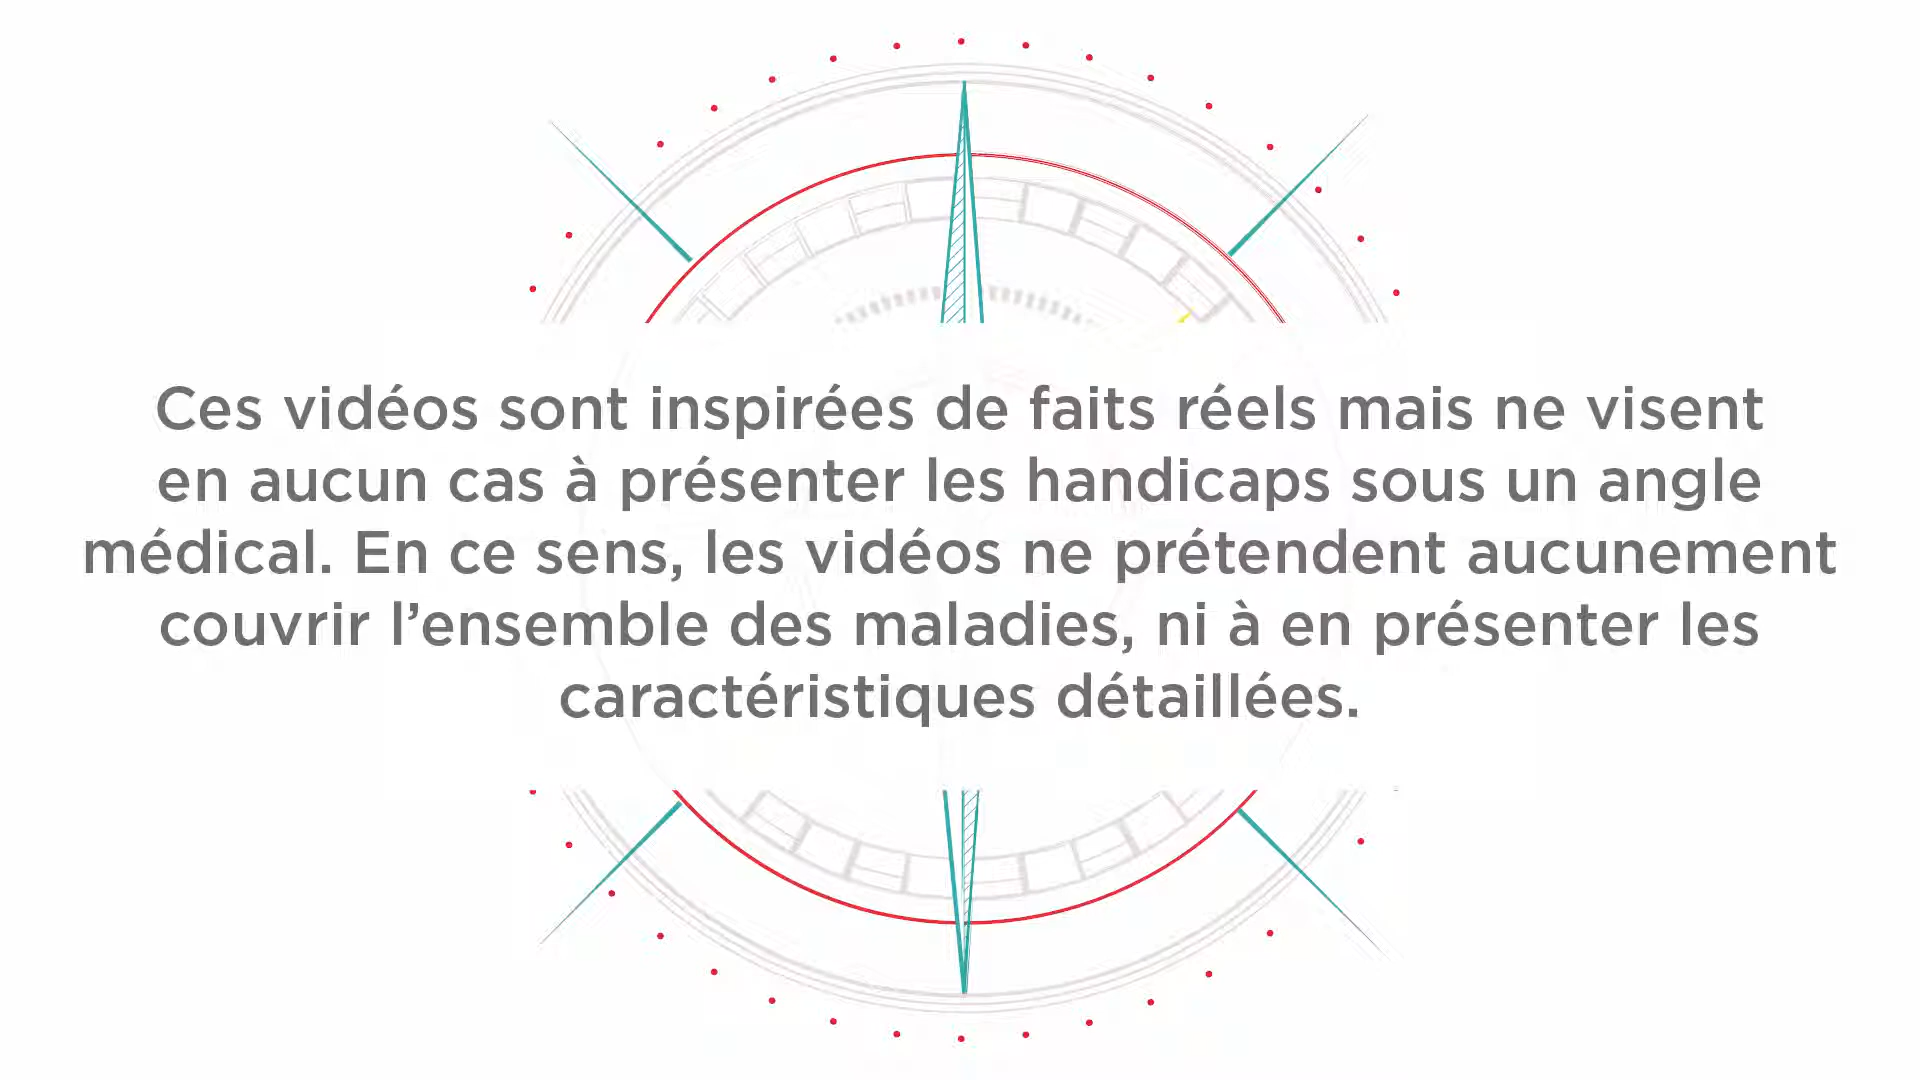 Ces vidéos sont inspirées de faits réels mais ne visent
en aucun cas à présenter les handicaps sous un angle
médical. En ce sens, les vidéos ne prétendent aucunement
couvrir l’ensemble des maladies, ni à en présenter les
caractéristiques détaillées.